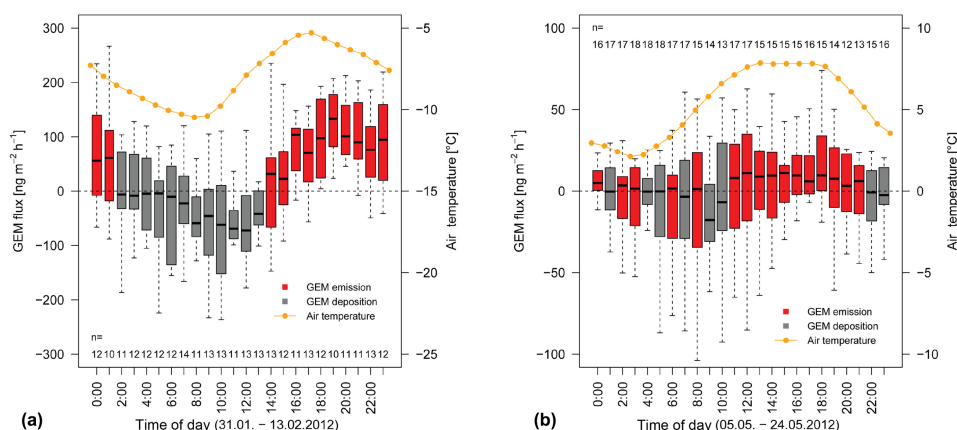 300
200
100
0
−100
−200
−300
GEM flux [ng m−2 h−1]
−5
−10
−15
−20
−25
Air temperature [°C]
GEM emission
GEM deposition
Air temperature
n=
12 10 11 12 12 12 12 14 11 13 13 11 11 13 12 11 12 12 10 12 11 11 13 12
0:00 2:00 4:00 6:00 8:00 10:00 12:00 14:00 16:00 18:00 20:00 22:00
(a)
Time of day (31.01. − 13.02.2012)
n=
16 17 17 18 18 18 17 17 15 14 13 17 17 15 15 15 15 16 15 14 12 13 15 16
100
50
0
−50
−100
GEM flux [ng m−2 h−1]
10
5
0
−5
−10
Air temperature [°C]
GEM emission
GEM deposition
Air temperature
0:00 2:00 4:00 6:00 8:00 10:00 12:00 14:00 16:00 18:00 20:00 22:00
(b)
Time of day (05.05. − 24.05.2012)